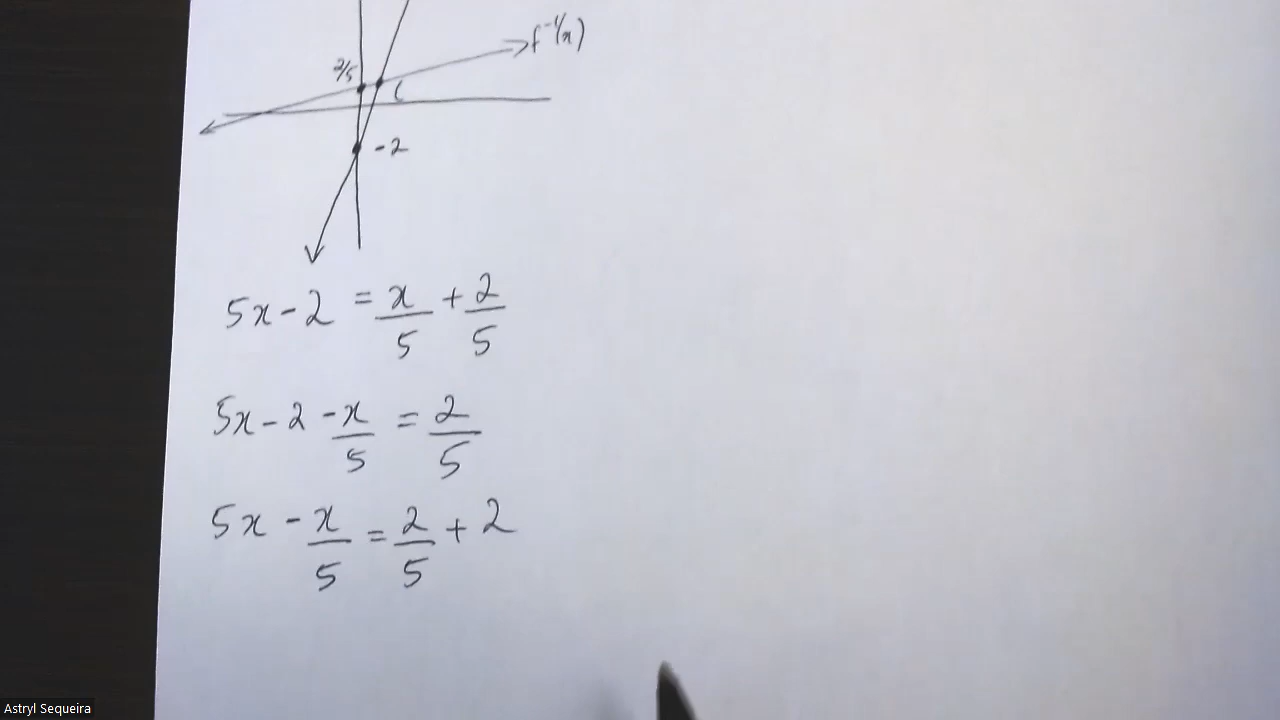 f⁻¹(x)
2/5
-2
5x - 2 = x/5 + 2/5
5x - 2 - x/5 = 2/5
5x - x/5 = 2/5 + 2
Astryl Sequeira